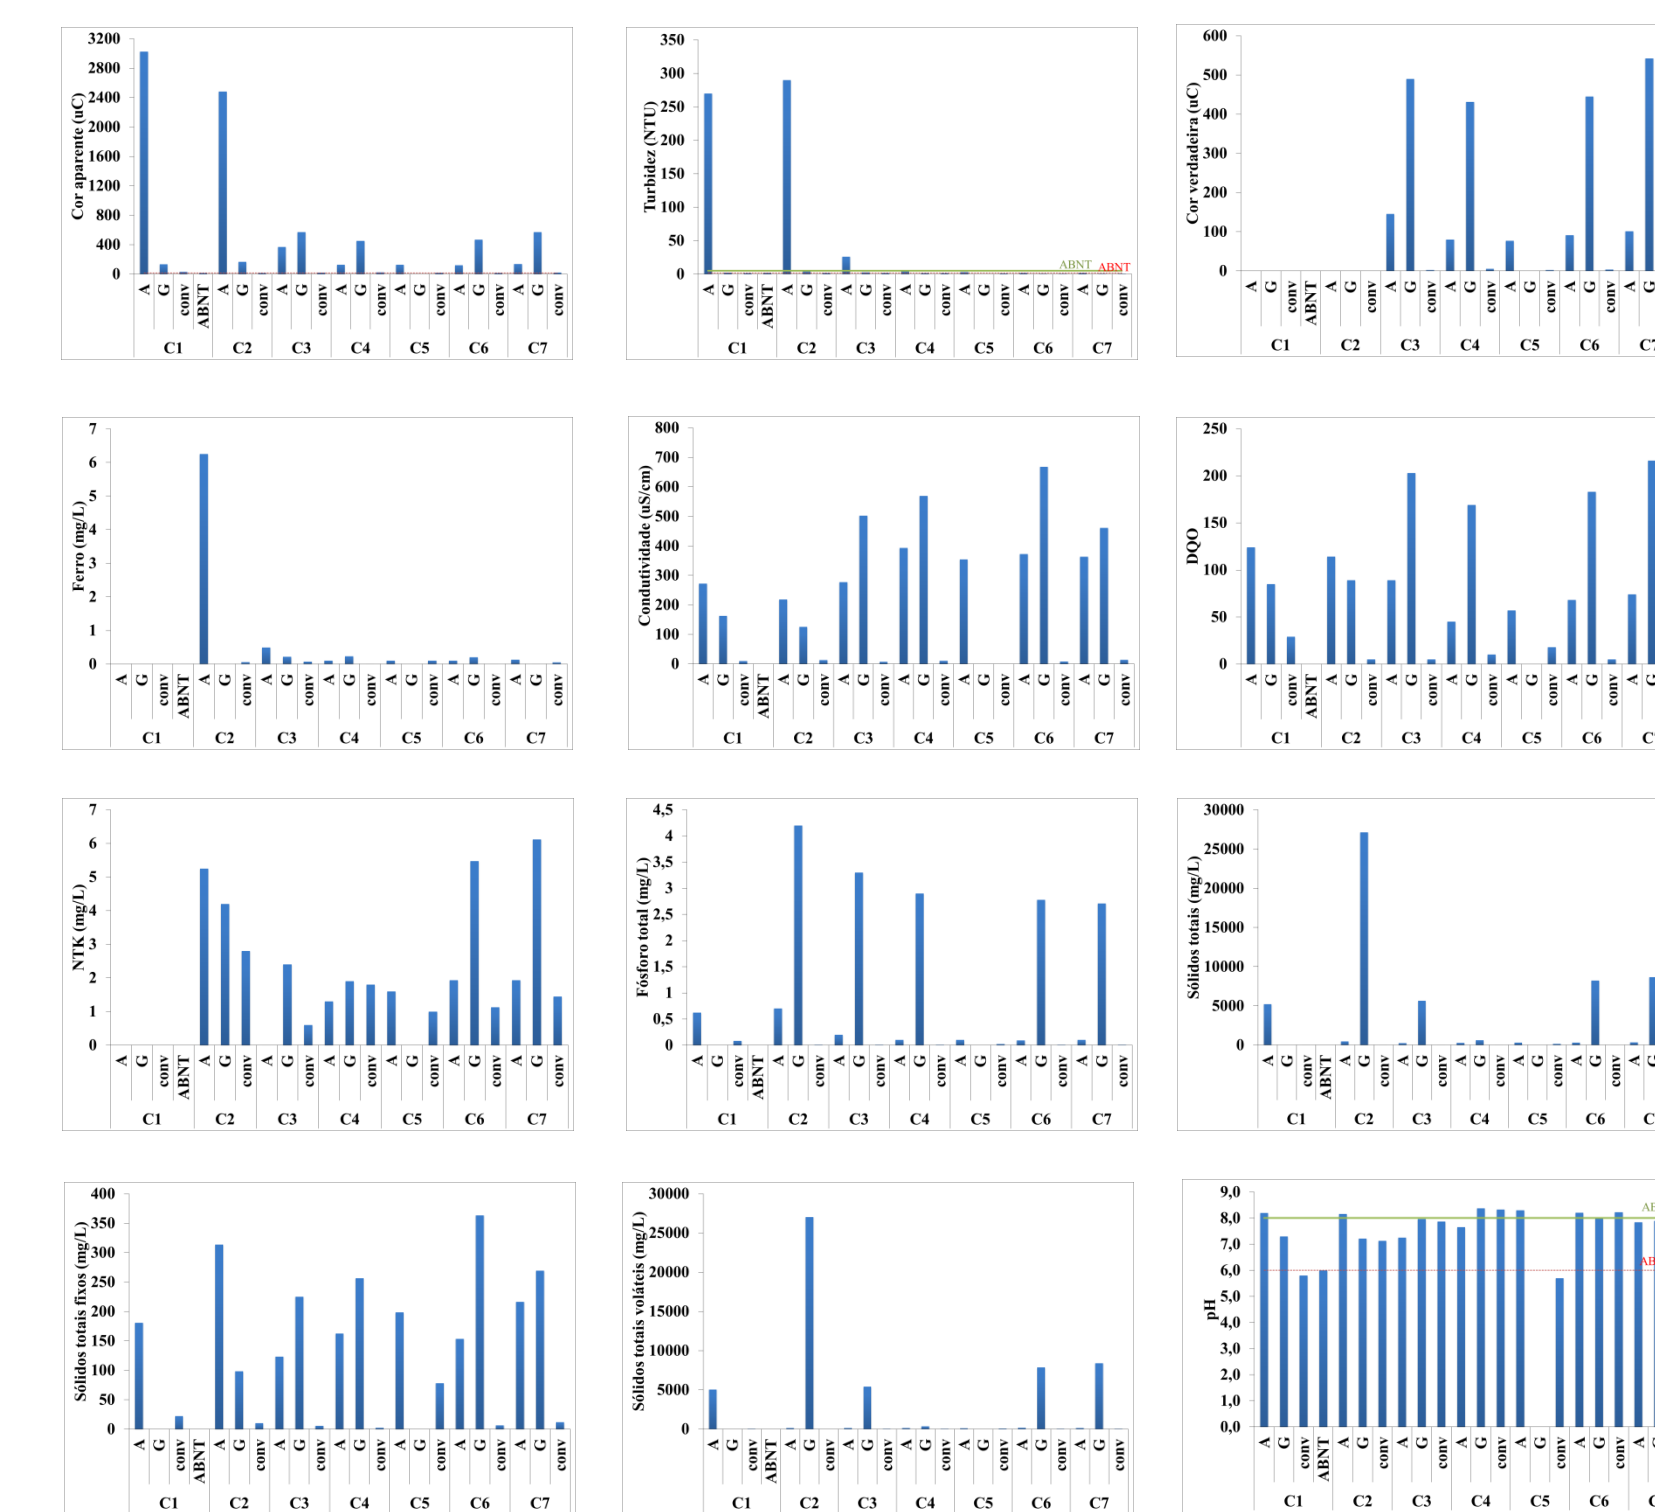 Cor aparente (uC)
3200
2800
2400
2000
1600
1200
800
400
0
A G conv ABNT A G conv A G conv A G conv A G conv A G conv A G conv
C1 C2 C3 C4 C5 C6 C7
Turbidez (NTU)
350
300
250
200
150
100
50
0
ABNT ABNT
A G conv ABNT A G conv A G conv A G conv A G conv A G conv A G conv
C1 C2 C3 C4 C5 C6 C7
Cor verdadeira (uC)
600
500
400
300
200
100
0
A G conv ABNT A G conv A G conv A G conv A G conv A G conv A
C1 C2 C3 C4 C5 C6
Ferro (mg/L)
7
6
5
4
3
2
1
0
A G conv ABNT A G conv A G conv A G conv A G conv A G conv A G conv
C1 C2 C3 C4 C5 C6 C7
Condutividade (uS/cm)
800
700
600
500
400
300
200
100
0
A G conv ABNT A G conv A G conv A G conv A G conv A G conv A G conv
C1 C2 C3 C4 C5 C6 C7
DQO
250
200
150
100
50
0
A G conv ABNT A G conv A G conv A G conv A G conv A G conv A
C1 C2 C3 C4 C5 C6
NTK (mg/L)
7
6
5
4
3
2
1
0
A G conv ABNT A G conv A G conv A G conv A G conv A G conv A G conv
C1 C2 C3 C4 C5 C6 C7
Fósforo total (mg/L)
4,5
4
3,5
3
2,5
2
1,5
1
0,5
0
A G conv ABNT A G conv A G conv A G conv A G conv A G conv A G conv
C1 C2 C3 C4 C5 C6 C7
Sólidos totais (mg/L)
30000
25000
20000
15000
10000
5000
0
A G conv ABNT A G conv A G conv A G conv A G conv A G conv A
C1 C2 C3 C4 C5 C6
Sólidos totais fixos (mg/L)
400
350
300
250
200
150
100
50
0
A G conv ABNT A G conv A G conv A G conv A G conv A G conv A G conv
C1 C2 C3 C4 C5 C6 C7
Sólidos totais voláteis (mg/L)
30000
25000
20000
15000
10000
5000
0
A G conv ABNT A G conv A G conv A G conv A G conv A G conv A G conv
C1 C2 C3 C4 C5 C6 C7
pH
9,0
8,0
7,0
6,0
5,0
4,0
3,0
2,0
1,0
0,0
A G conv ABNT A G conv A G conv A G conv A G conv A G conv A
C1 C2 C3 C4 C5 C6